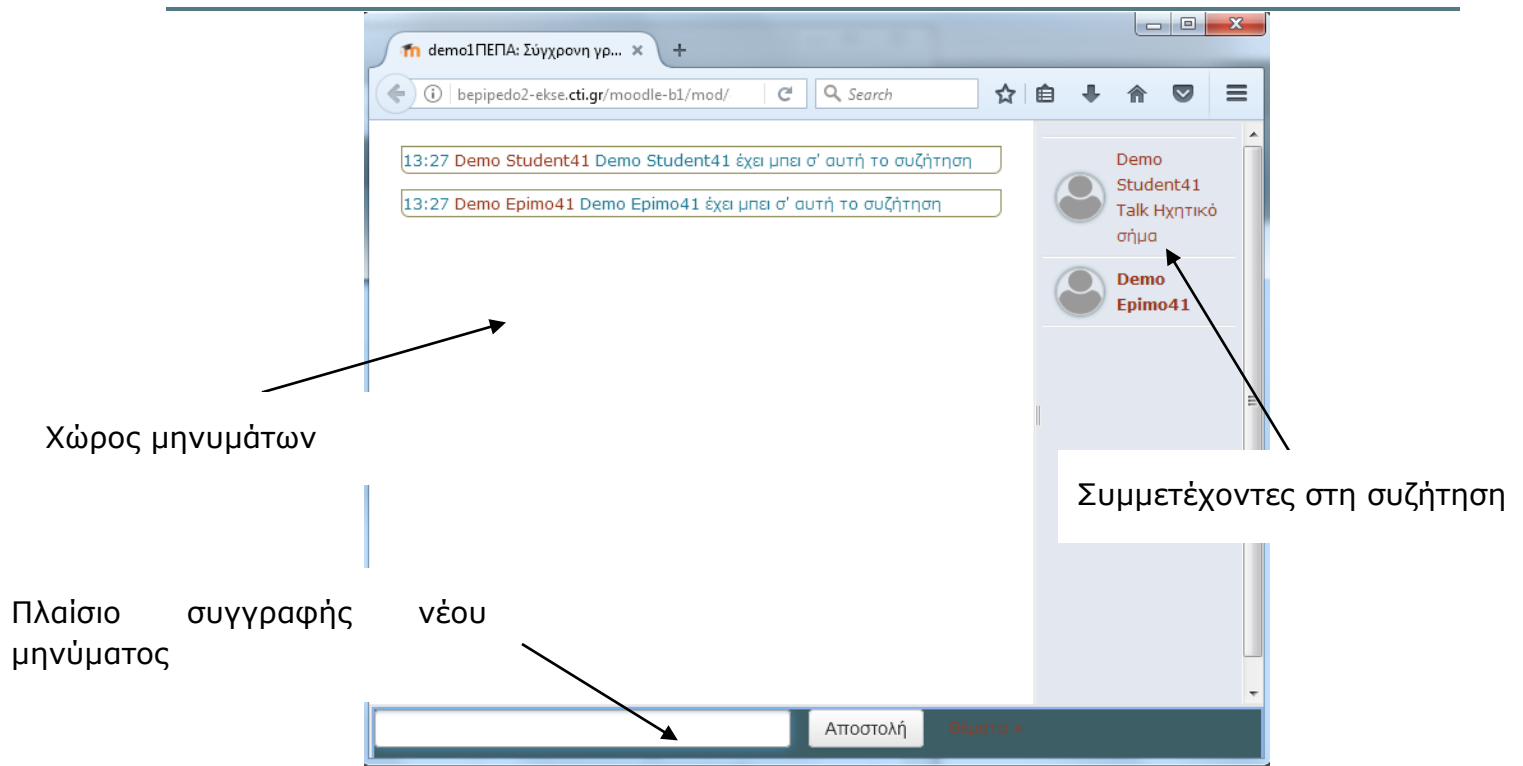 demo1ΠΕΠΑ: Σύγχρονη γρ...
bepipedo2-ekse.cti.gr/moodle-b1/mod/
Search
13:27 Demo Student41 Demo Student41 έχει μπει σ' αυτή το συζήτηση
13:27 Demo Epimo41 Demo Epimo41 έχει μπει σ' αυτή το συζήτηση
Demo
Student41
Talk Ηχητικό
σήμα
Demo
Epimo41
Χώρος μηνυμάτων
Συμμετέχοντες στη συζήτηση
Πλαίσιο συγγραφής νέου
μηνύματος
Αποστολή
Θέματα »